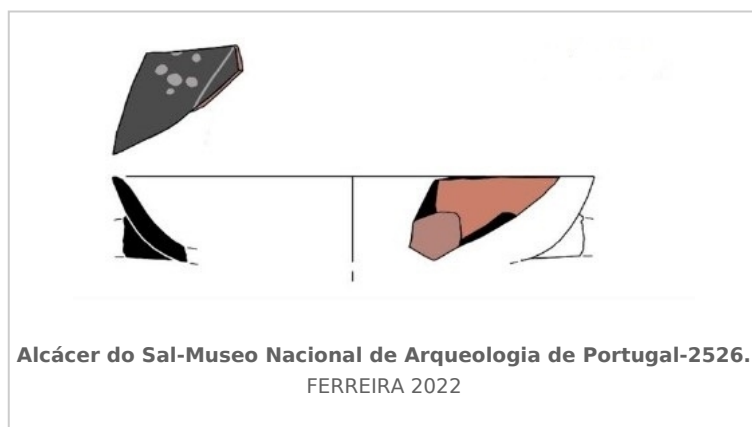 Alcácer do Sal-Museo Nacional de Arqueologia de Portugal-2526.
FERREIRA 2022